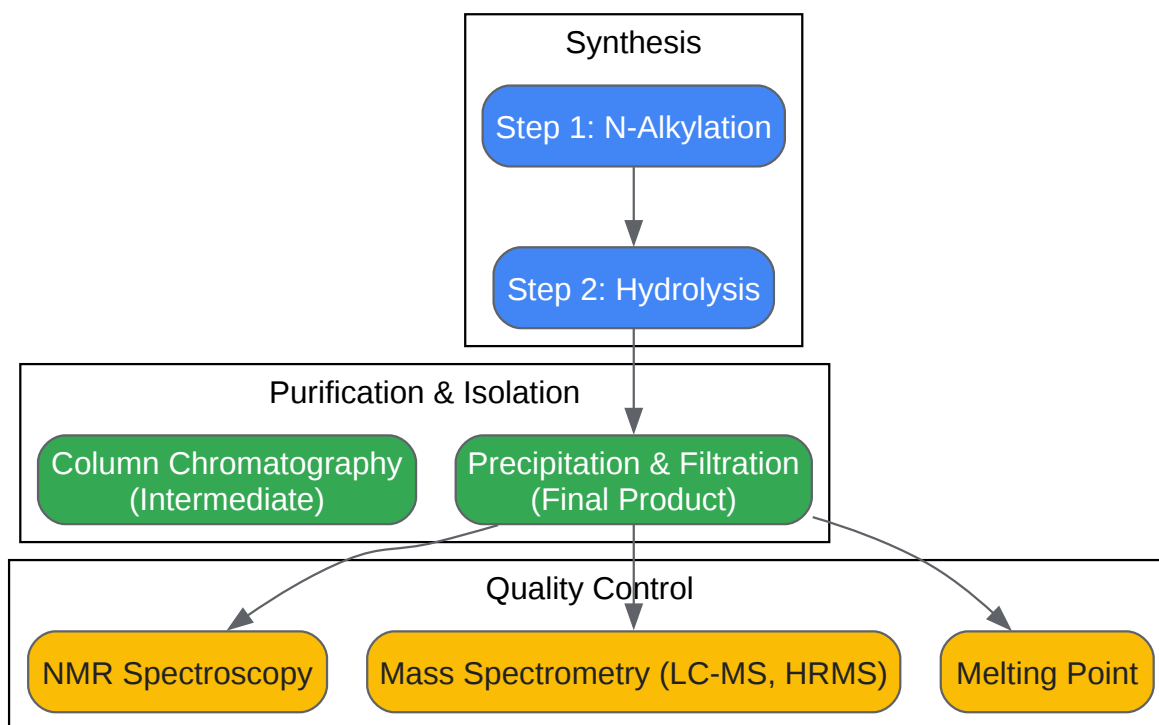 Synthesis
Step 1: N-Alkylation
Step 2: Hydrolysis
Purification & Isolation
Column Chromatography
(Intermediate)
Precipitation & Filtration
(Final Product)
Quality Control
NMR Spectroscopy
Mass Spectrometry (LC-MS, HRMS)
Melting Point